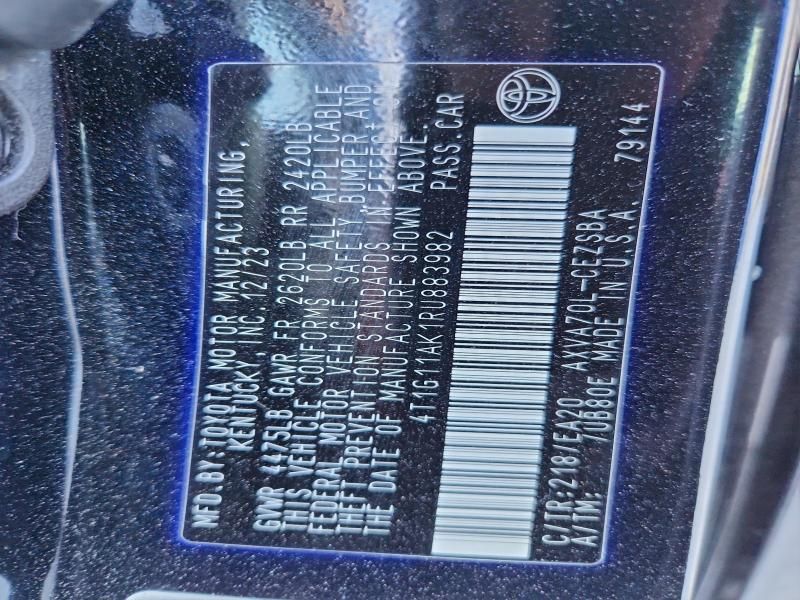 MFD. BY: TOYOTA MOTOR MANUFACTURING,
KENTUCKY, INC. 12/23
GVWR 4475LB GAWR FR 2620LB RR 2420LB
THIS VEHICLE CONFORMS TO ALL APPLICABLE
FEDERAL MOTOR VEHICLE SAFETY, BUMPER, AND
THEFT PREVENTION STANDARDS IN EFFECT ON
THE DATE OF MANUFACTURE SHOWN ABOVE.
4T1G11AK1RU883982 PASS.CAR
C/TR:218/EA20 AXVA70L-CEZSBA
A/TM: /UB80E MADE IN U.S.A. 79144